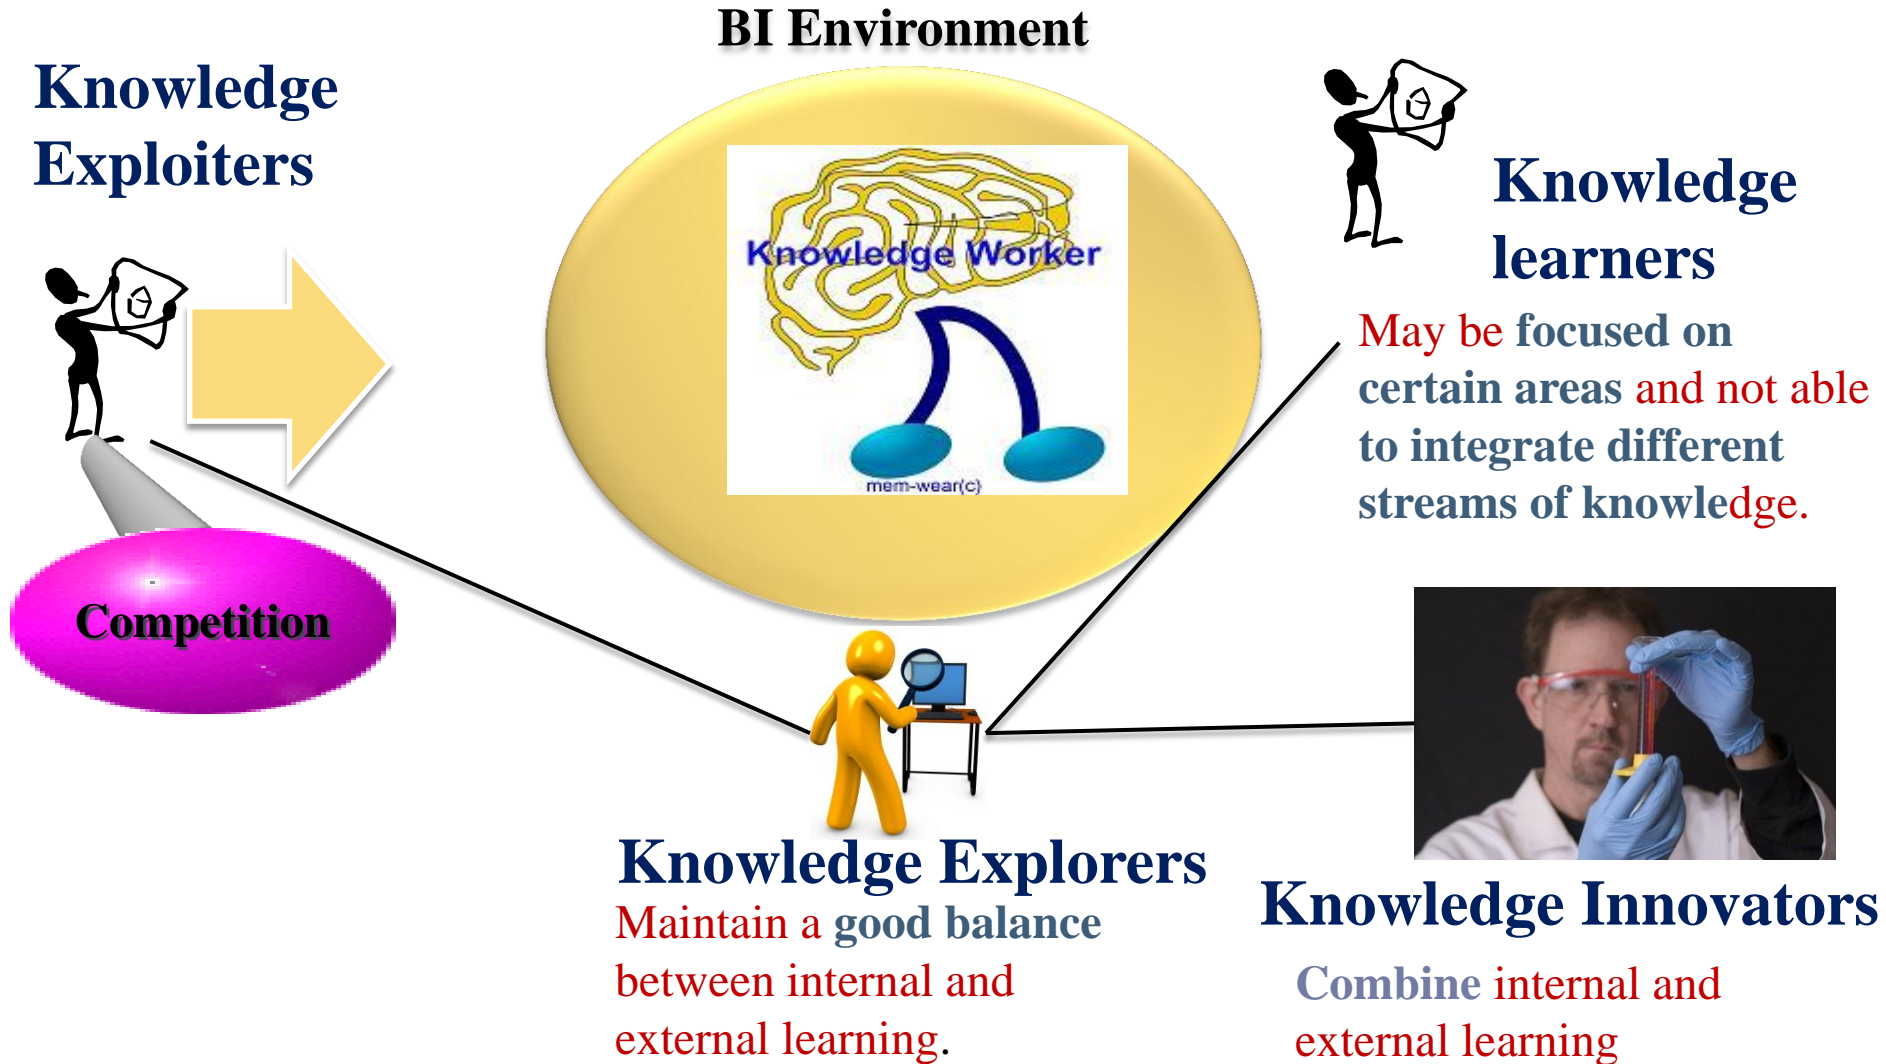 BI Environment
Knowledge
Exploiters
Knowledge Worker
mem-wear(c)
Knowledge
learners
May be focused on
certain areas and not able
to integrate different
streams of knowledge.
Competition
Knowledge Explorers
Maintain a good balance
between internal and
external learning.
Knowledge Innovators
Combine internal and
external learning